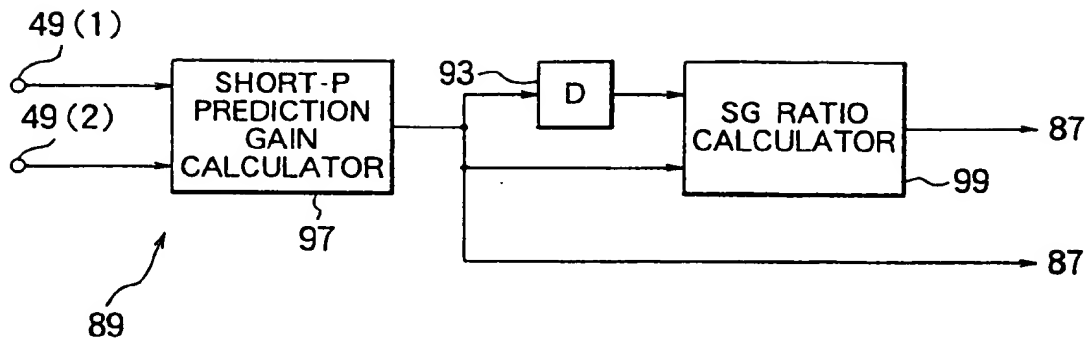 49(1)
49(2)
SHORT-P
PREDICTION
GAIN
CALCULATOR
97
93
D
SG RATIO
CALCULATOR
99
87
87
89